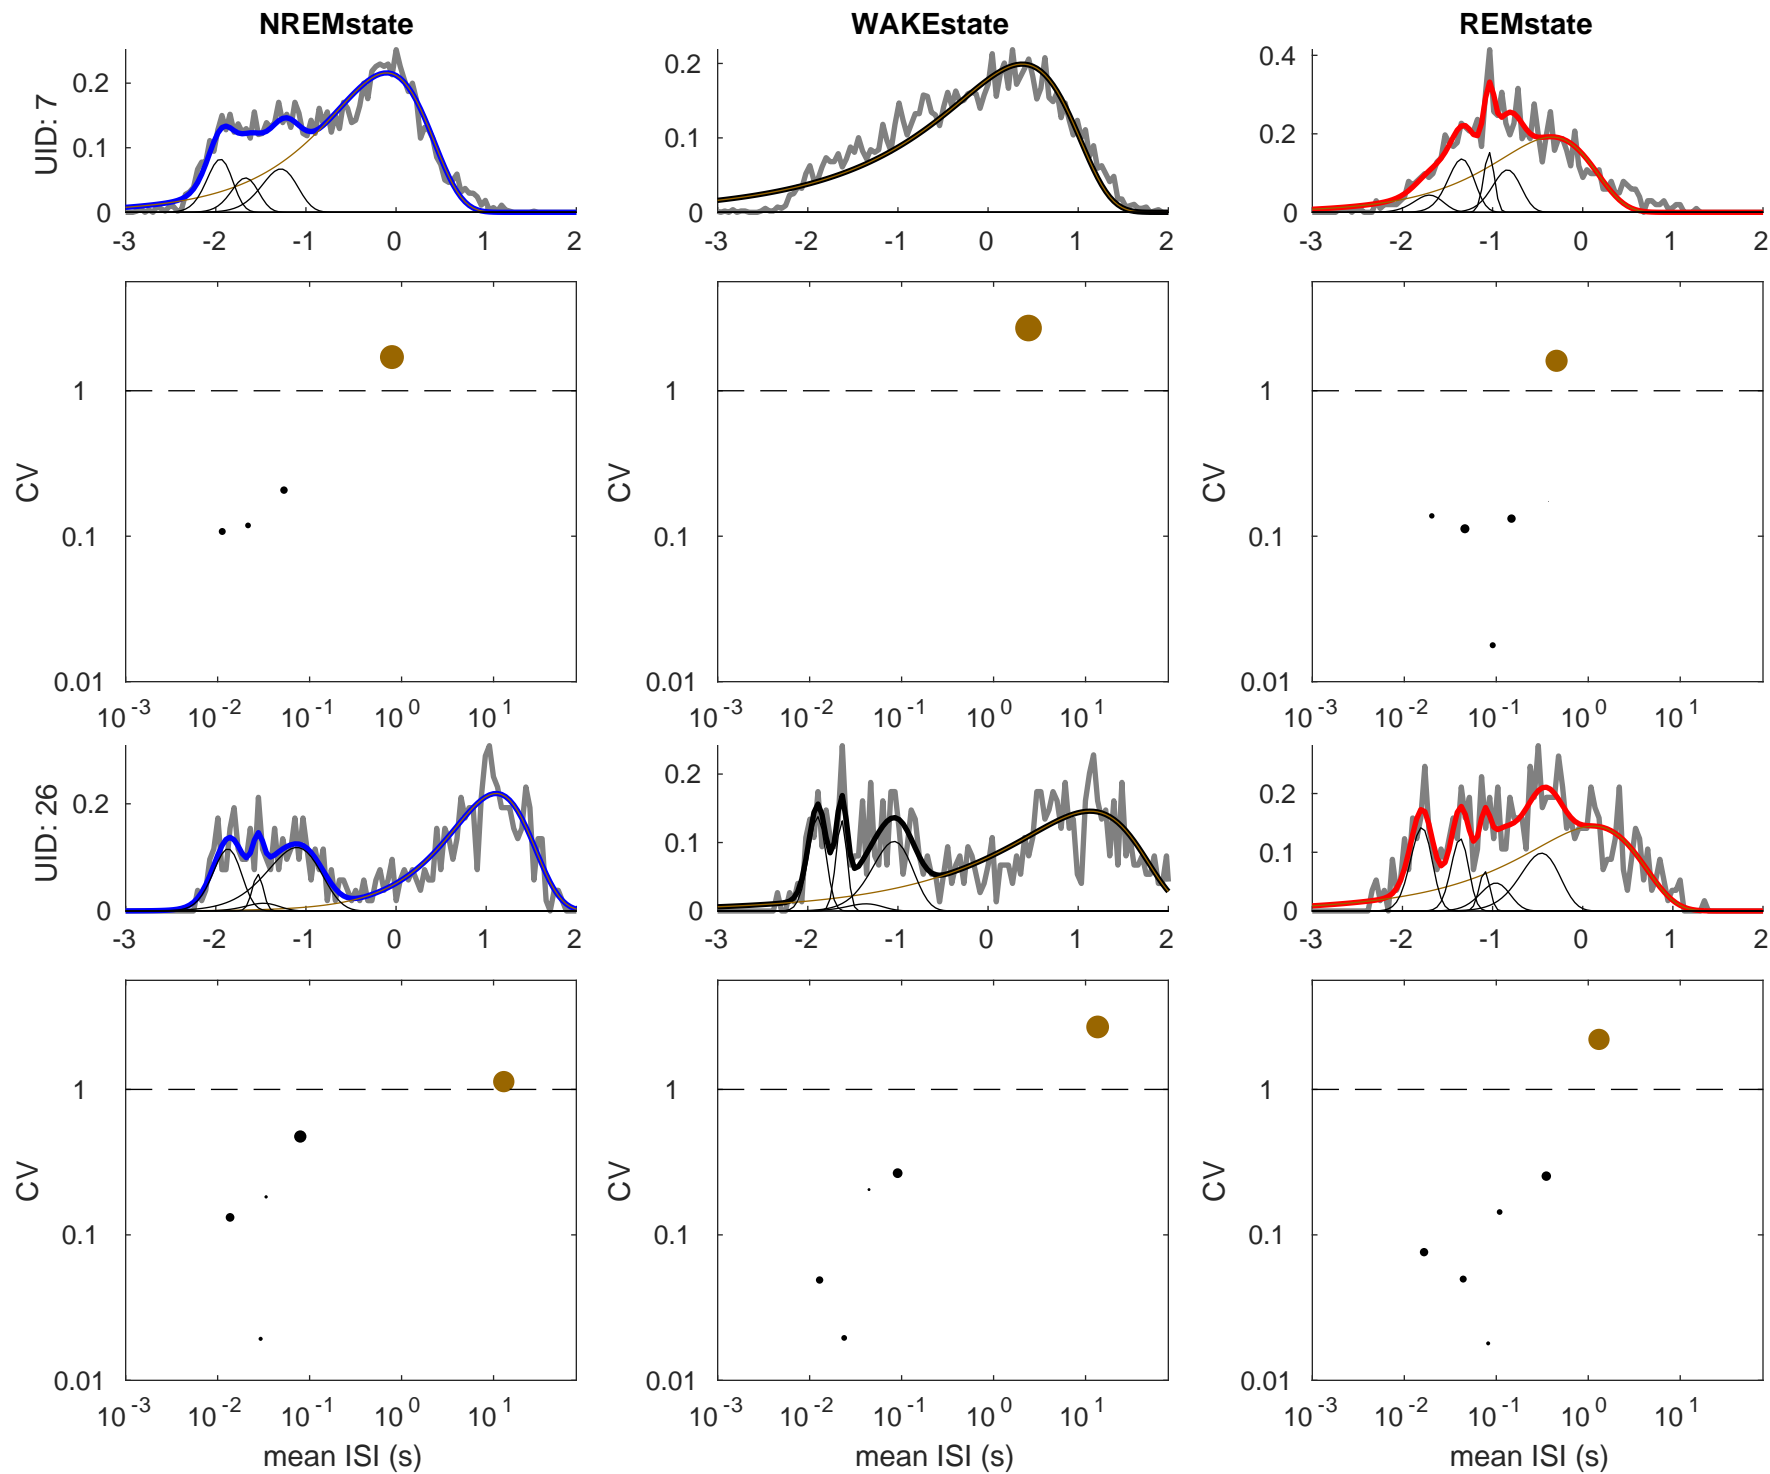 NREMstate WAKEstate REMstate
UID: 7
0.2 0.1 0
-3 -2 -1 0 1 2
0.2 0.1 0
-3 -2 -1 0 1 2
0.4 0.2 0
-3 -2 -1 0 1 2
CV
1 0.1 0.01
10^-3 10^-2 10^-1 10^0 10^1
CV
1 0.1 0.01
10^-3 10^-2 10^-1 10^0 10^1
CV
1 0.1 0.01
10^-3 10^-2 10^-1 10^0 10^1
UID: 26
0.2 0
-3 -2 -1 0 1 2
0.2 0.1 0
-3 -2 -1 0 1 2
0.2 0.1 0
-3 -2 -1 0 1 2
CV
1 0.1 0.01
10^-3 10^-2 10^-1 10^0 10^1
mean ISI (s)
CV
1 0.1 0.01
10^-3 10^-2 10^-1 10^0 10^1
mean ISI (s)
CV
1 0.1 0.01
10^-3 10^-2 10^-1 10^0 10^1
mean ISI (s)